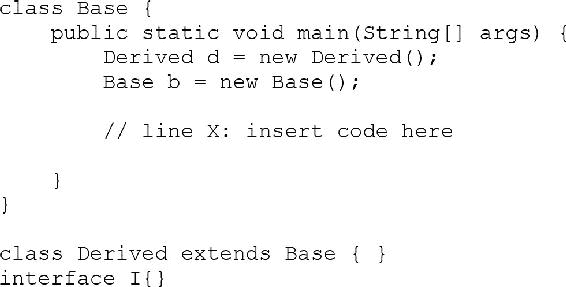 class Base {
    public static void main(String[] args) {
        Derived d = new Derived();
        Base b = new Base();

        // line X: insert code here

    }
}

class Derived extends Base { }
interface I{}